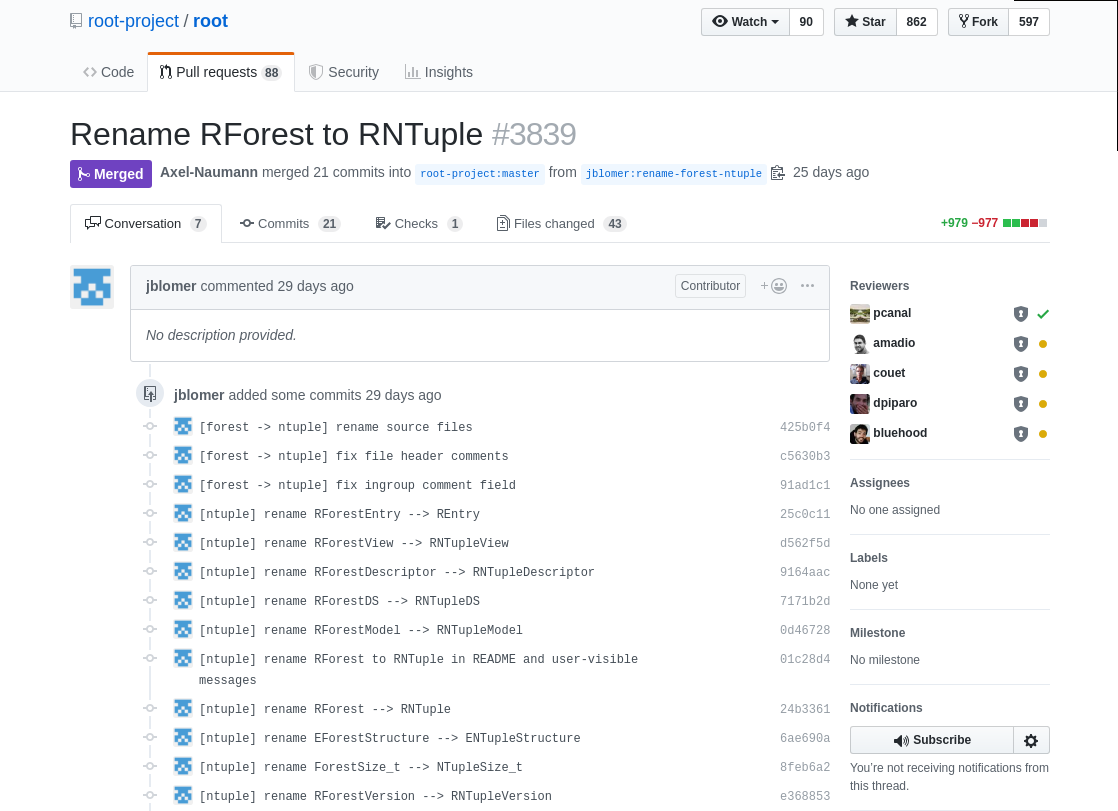 root-project / root
Watch 90 Star 862 Fork 597
Code Pull requests 88 Security Insights
Rename RForest to RNTuple #3839
Merged Axel-Naumann merged 21 commits into root-project:master from jblomer:rename-forest-ntuple 25 days ago
Conversation 7 Commits 21 Checks 1 Files changed 43 +979 −977
jblomer commented 29 days ago Contributor + ...
No description provided.
jblomer added some commits 29 days ago
[forest -> ntuple] rename source files 425b0f4
[forest -> ntuple] fix file header comments c5630b3
[forest -> ntuple] fix ingroup comment field 91ad1c1
[ntuple] rename RForestEntry --> REntry 25c0c11
[ntuple] rename RForestView --> RNTupleView d562f5d
[ntuple] rename RForestDescriptor --> RNTupleDescriptor 9164aac
[ntuple] rename RForestDS --> RNTupleDS 7171b2d
[ntuple] rename RForestModel --> RNTupleModel 0d46728
[ntuple] rename RForest to RNTuple in README and user-visible 01c28d4
messages
[ntuple] rename RForest --> RNTuple 24b3361
[ntuple] rename EForestStructure --> ENTupleStructure 6ae690a
[ntuple] rename ForestSize_t --> NTupleSize_t 8feb6a2
[ntuple] rename RForestVersion --> RNTupleVersion e368853
Reviewers
pcanal
amadio
couet
dpiparo
bluehood
Assignees
No one assigned
Labels
None yet
Milestone
No milestone
Notifications
Subscribe
You’re not receiving notifications from
this thread.